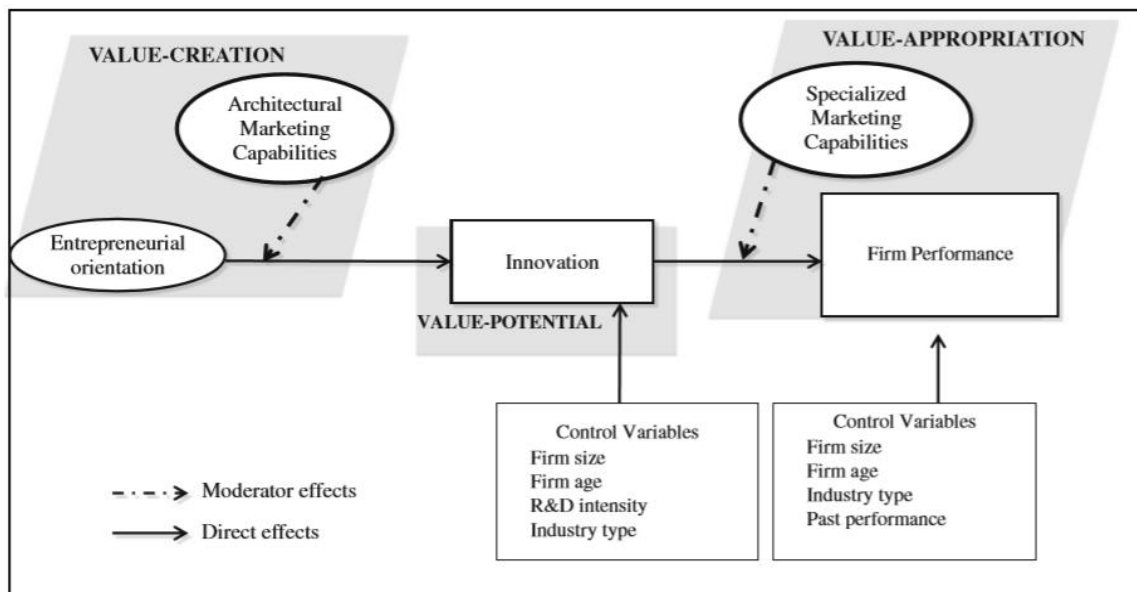 VALUE-CREATION
Architectural
Marketing
Capabilities
Entrepreneurial
orientation
Innovation
VALUE-POTENTIAL
VALUE-APPROPRIATION
Specialized
Marketing
Capabilities
Firm Performance
Control Variables
Firm size
Firm age
R&D intensity
Industry type
Control Variables
Firm size
Firm age
Industry type
Past performance
Moderator effects
Direct effects